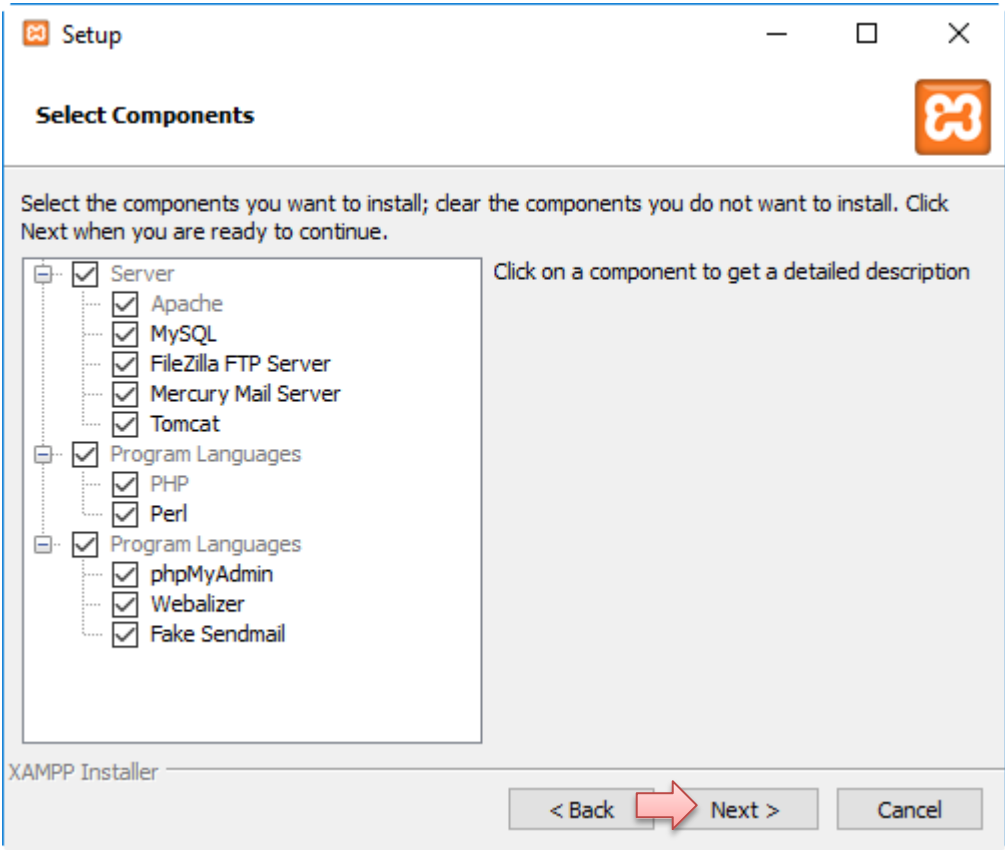 Setup
Select Components
Select the components you want to install; clear the components you do not want to install. Click
Next when you are ready to continue.
Server
Apache
MySQL
FileZilla FTP Server
Mercury Mail Server
Tomcat
Program Languages
PHP
Perl
Program Languages
phpMyAdmin
Webalizer
Fake Sendmail
Click on a component to get a detailed description
XAMPP Installer
< Back
Next >
Cancel